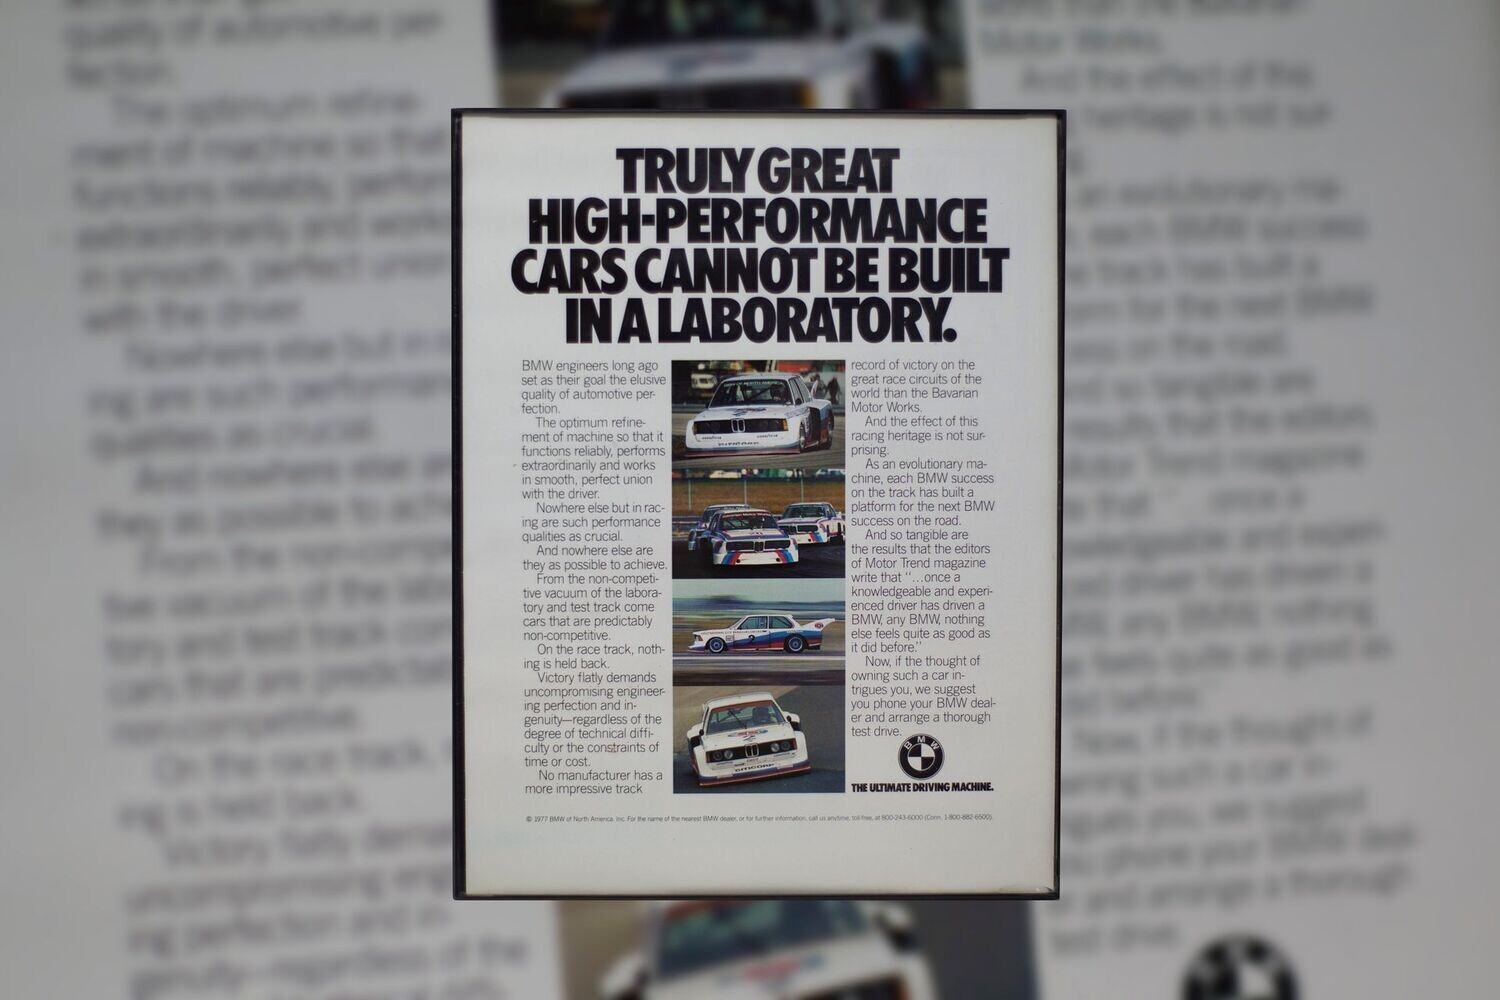 TRULY GREAT
HIGH-PERFORMANCE
CARS CANNOT BE BUILT
IN A LABORATORY.
BMW engineers long ago
set as their goal the elusive
quality of automotive per-
fection.
The optimum refine-
ment of machine so that it
functions reliably, performs
extraordinarily and works
in smooth, perfect union
with the driver.
Nowhere else but in rac-
ing are such performance
qualities as crucial.
And nowhere else are
they as possible to achieve.
From the non-competi-
tive vacuum of the labora-
tory and test track come
cars that are predictably
non-competitive.
On the race track, noth-
ing is held back.
Victory flatly demands
uncompromising engineer-
ing perfection and in-
genuity—regardless of the
degree of technical diffi-
culty or the constraints of
time or cost.
No manufacturer has a
more impressive track
record of victory on the
great race circuits of the
world than the Bavarian
Motor Works.
And the effect of this
racing heritage is not sur-
prising.
As an evolutionary ma-
chine, each BMW success
on the track has built a
platform for the next BMW
success on the road.
And so tangible are
the results that the editors
of Motor Trend magazine
write that "...once a
knowledgeable and experi-
enced driver has driven a
BMW, any BMW, nothing
else feels quite as good as
it did before."
Now, if the thought of
owning such a car in-
trigues you, we suggest
you phone your BMW deal-
er and arrange a thorough
test drive.
BMW
THE ULTIMATE DRIVING MACHINE.
© 1977 BMW of North America, Inc. For the name of the nearest BMW dealer, or for further information, call us anytime, toll-free, at 800-243-6000 (Conn. 1-800-882-6500).